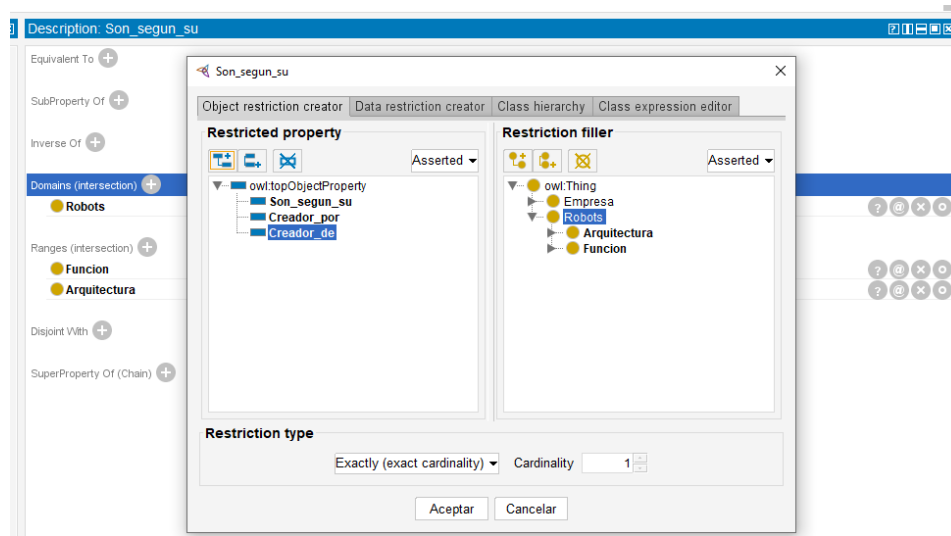 Description: Son_segun_su
Equivalent To
SubProperty Of
Inverse Of
Domains (intersection)
Robots
Ranges (intersection)
Funcion
Arquitectura
Disjoint With
SuperProperty Of (Chain)
Son_segun_su
Object restriction creator Data restriction creator Class hierarchy Class expression editor
Restricted property
Asserted
owl:topObjectProperty
Son_segun_su
Creador_por
Creador_de
Restriction filler
Asserted
owl:Thing
Empresa
Robots
Arquitectura
Funcion
Restriction type
Exactly (exact cardinality) Cardinality 1
Aceptar Cancelar